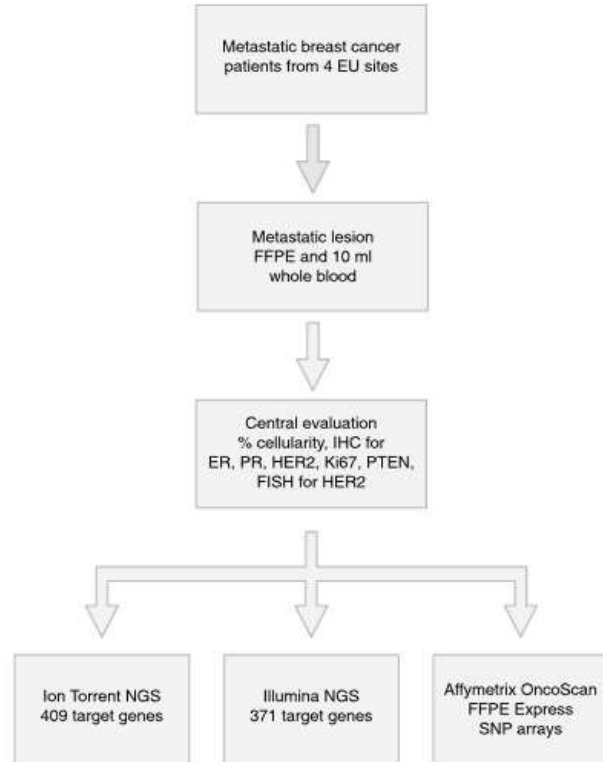 Metastatic breast cancer
patients from 4 EU sites
Metastatic lesion
FFPE and 10 ml
whole blood
Central evaluation
% cellularity, IHC for
ER, PR, HER2, Ki67, PTEN,
FISH for HER2
Ion Torrent NGS
409 target genes
Illumina NGS
371 target genes
Affymetrix OncoScan
FFPE Express
SNP arrays